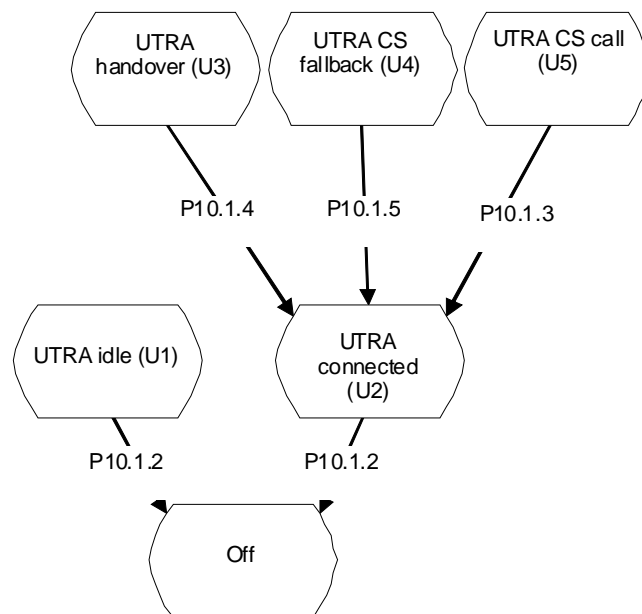 UTRA
handover (U3)
UTRA CS
fallback (U4)
UTRA CS call
(U5)
P10.1.4
P10.1.5
P10.1.3
UTRA idle (U1)
UTRA
connected
(U2)
P10.1.2
P10.1.2
Off